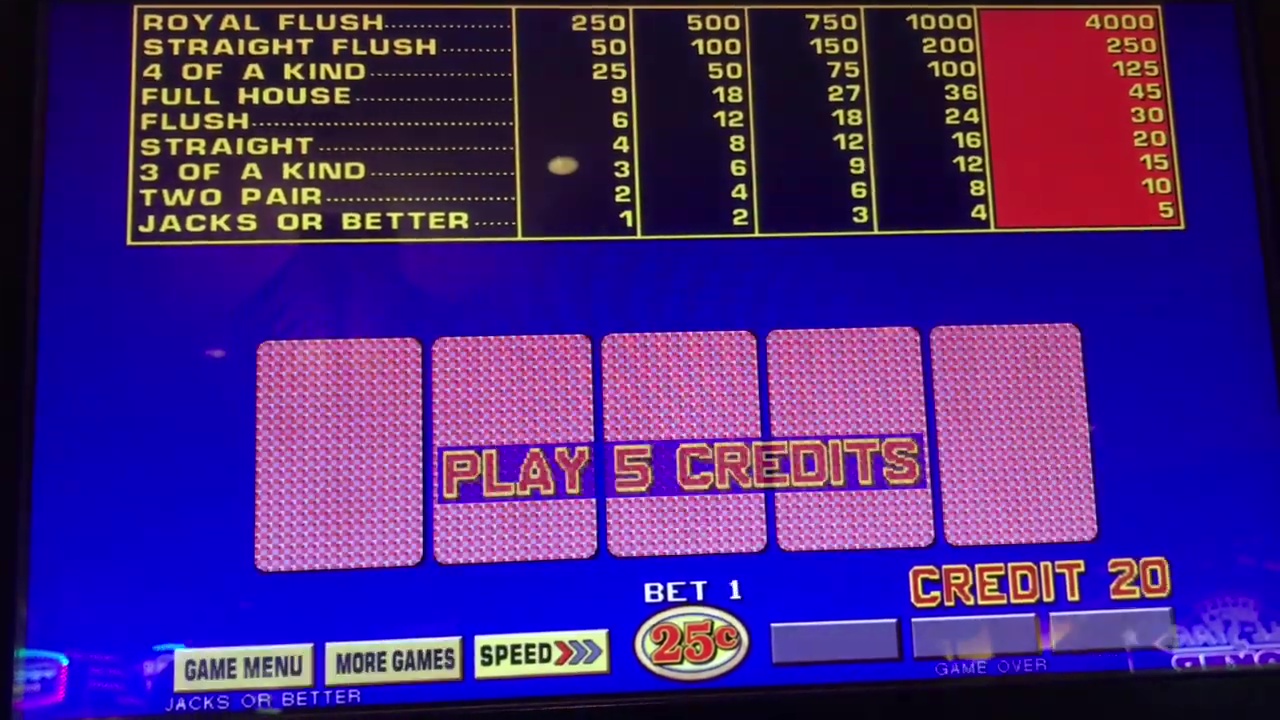 ROYAL FLUSH 250 500 750 1000 4000
STRAIGHT FLUSH 50 100 150 200 250
4 OF A KIND 25 50 75 100 125
FULL HOUSE 9 18 27 36 45
FLUSH 6 12 18 24 30
STRAIGHT 4 8 12 16 20
3 OF A KIND 3 6 9 12 15
TWO PAIR 2 4 6 8 10
JACKS OR BETTER 1 2 3 4 5
PLAY 5 CREDITS
BET 1
CREDIT 20
GAME MENU
MORE GAMES
SPEED
25¢
GAME OVER
JACKS OR BETTER